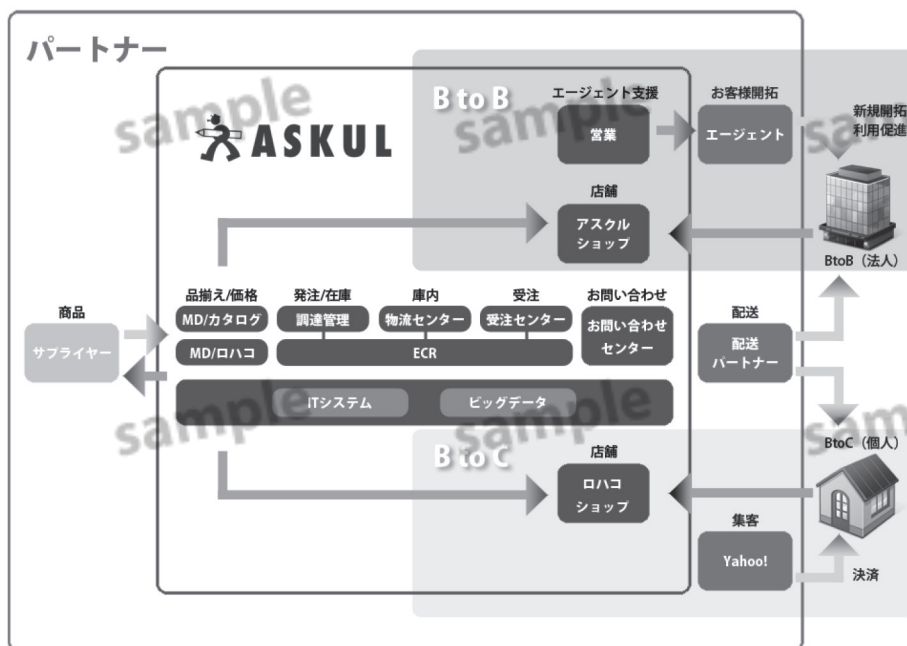 パートナー
sample
sample
sample
B to B
ASKUL
エージェント支援
営業
お客様開拓
エージェント
新規開拓
利用促進
店舗
アスクル
ショップ
BtoB（法人）
品揃え/価格
発注/在庫
庫内
受注
お問い合わせ
商品
サプライヤー
MD/カタログ
調達管理
物流センター
受注センター
お問い合わせ
センター
MD/ロハコ
ECR
配送
配送
パートナー
ITシステム
ビッグデータ
sample
sample
sample
B to C
BtoC（個人）
店舗
ロハコ
ショップ
集客
Yahoo!
決済